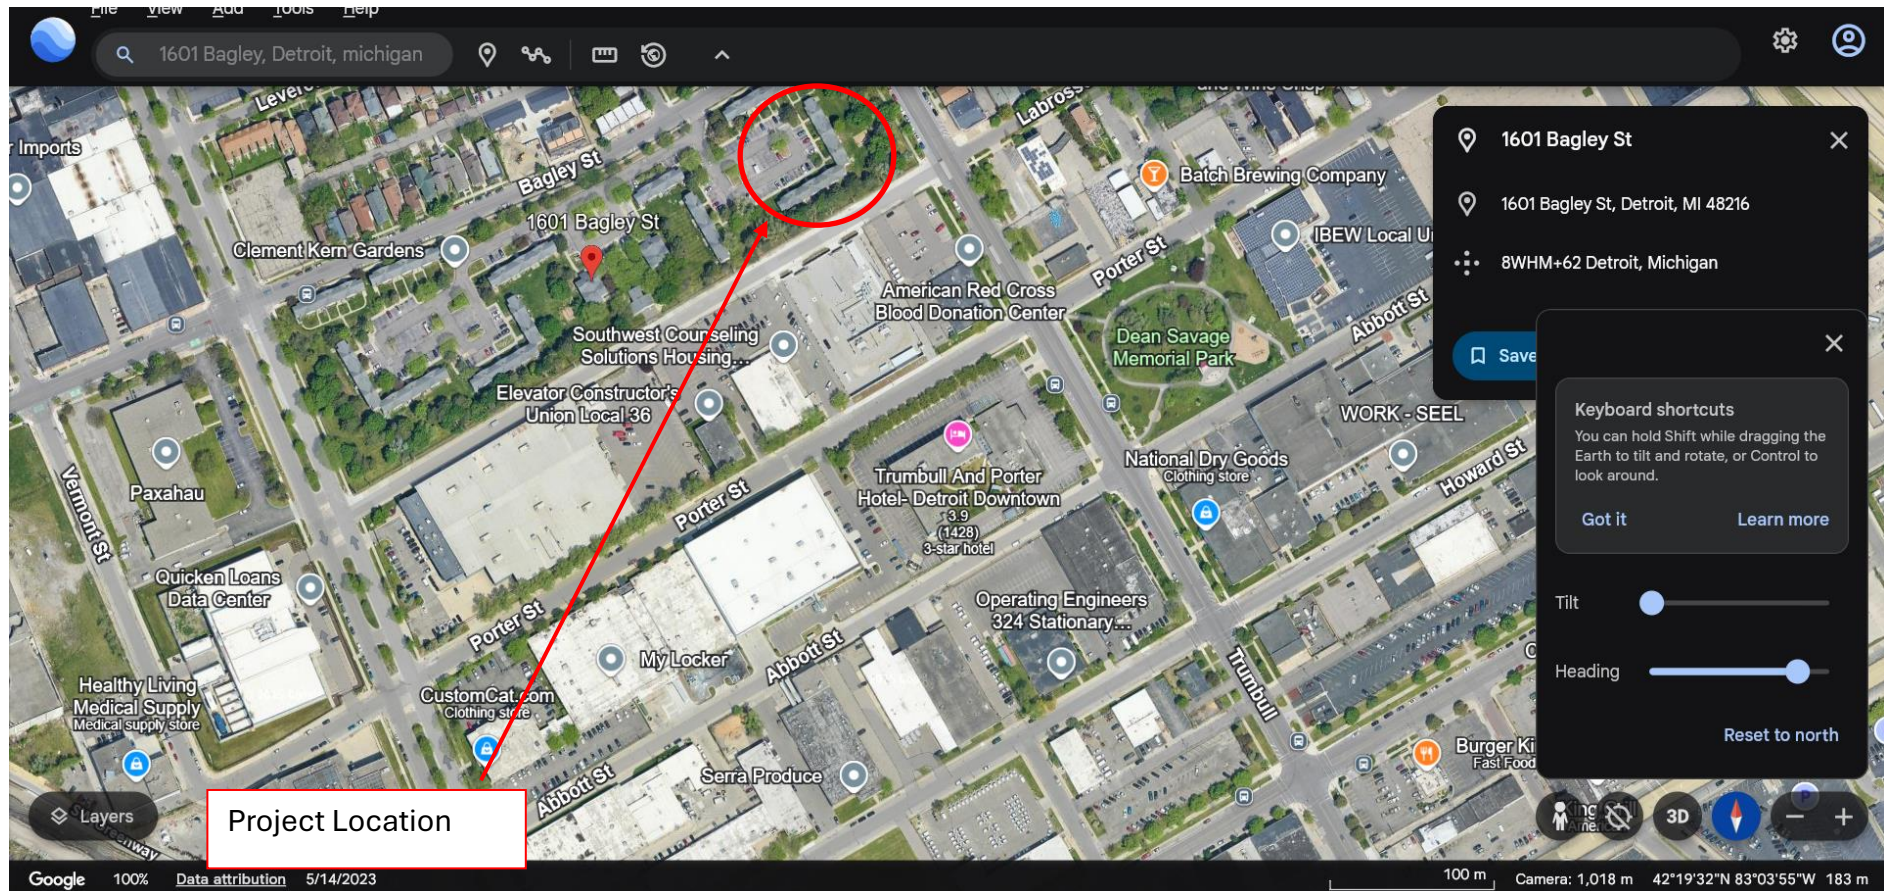 File View Add Tools Help
1601 Bagley, Detroit, michigan
Labross
Imports
Bagley St
1601 Bagley St
Clement Kern Gardens
Batch Brewing Company
IBEW Local U
Porter St
American Red Cross
Blood Donation Center
Abbott St
Southwest Counseling
Solutions Housing...
Dean Savage
Memorial Park
Elevator Constructor's
Union Local 36
WORK - SEEL
Trumbull And Porter
Hotel- Detroit Downtown
3.9
(1428)
3-star hotel
National Dry Goods
Clothing store
Howard St
Paxahau
Vermont St
Porter St
Quicken Loans
Data Center
Operating Engineers
324 Stationary...
Porter St
My Locker
Abbott St
Trumbull
Healthy Living
Medical Supply
Medical supply store
CustomCat.com
Clothing store
Serra Produce
Abbott St
Burger Ki
Fast Food
1601 Bagley St
1601 Bagley St, Detroit, MI 48216
8WHM+62 Detroit, Michigan
Save
Keyboard shortcuts
You can hold Shift while dragging the
Earth to tilt and rotate, or Control to
look around.
Got it Learn more
Tilt
Heading
Reset to north
Layers
Project Location
3D
Google 100% Data attribution 5/14/2023
100 m Camera: 1,018 m 42°19'32"N 83°03'55"W 183 m